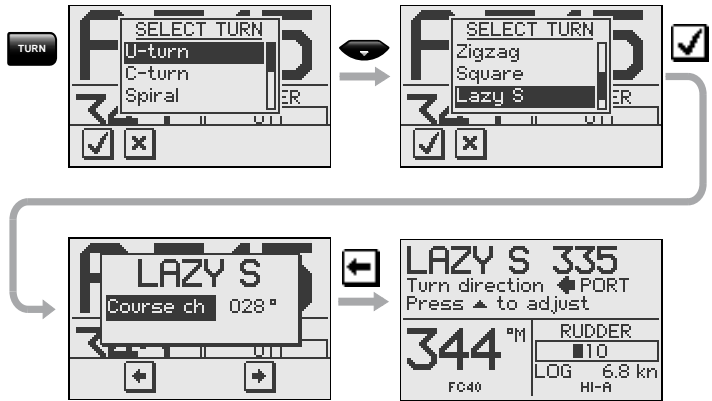 TURN
SELECT TURN
U-turn
C-turn
Spiral
SELECT TURN
Zigzag
Square
Lazy S
LAZY S
Course ch 028°
LAZY S 335
Turn direction PORT
Press to adjust
344 °M
FC40
RUDDER
10
LOG 6.8 kn
HI-A